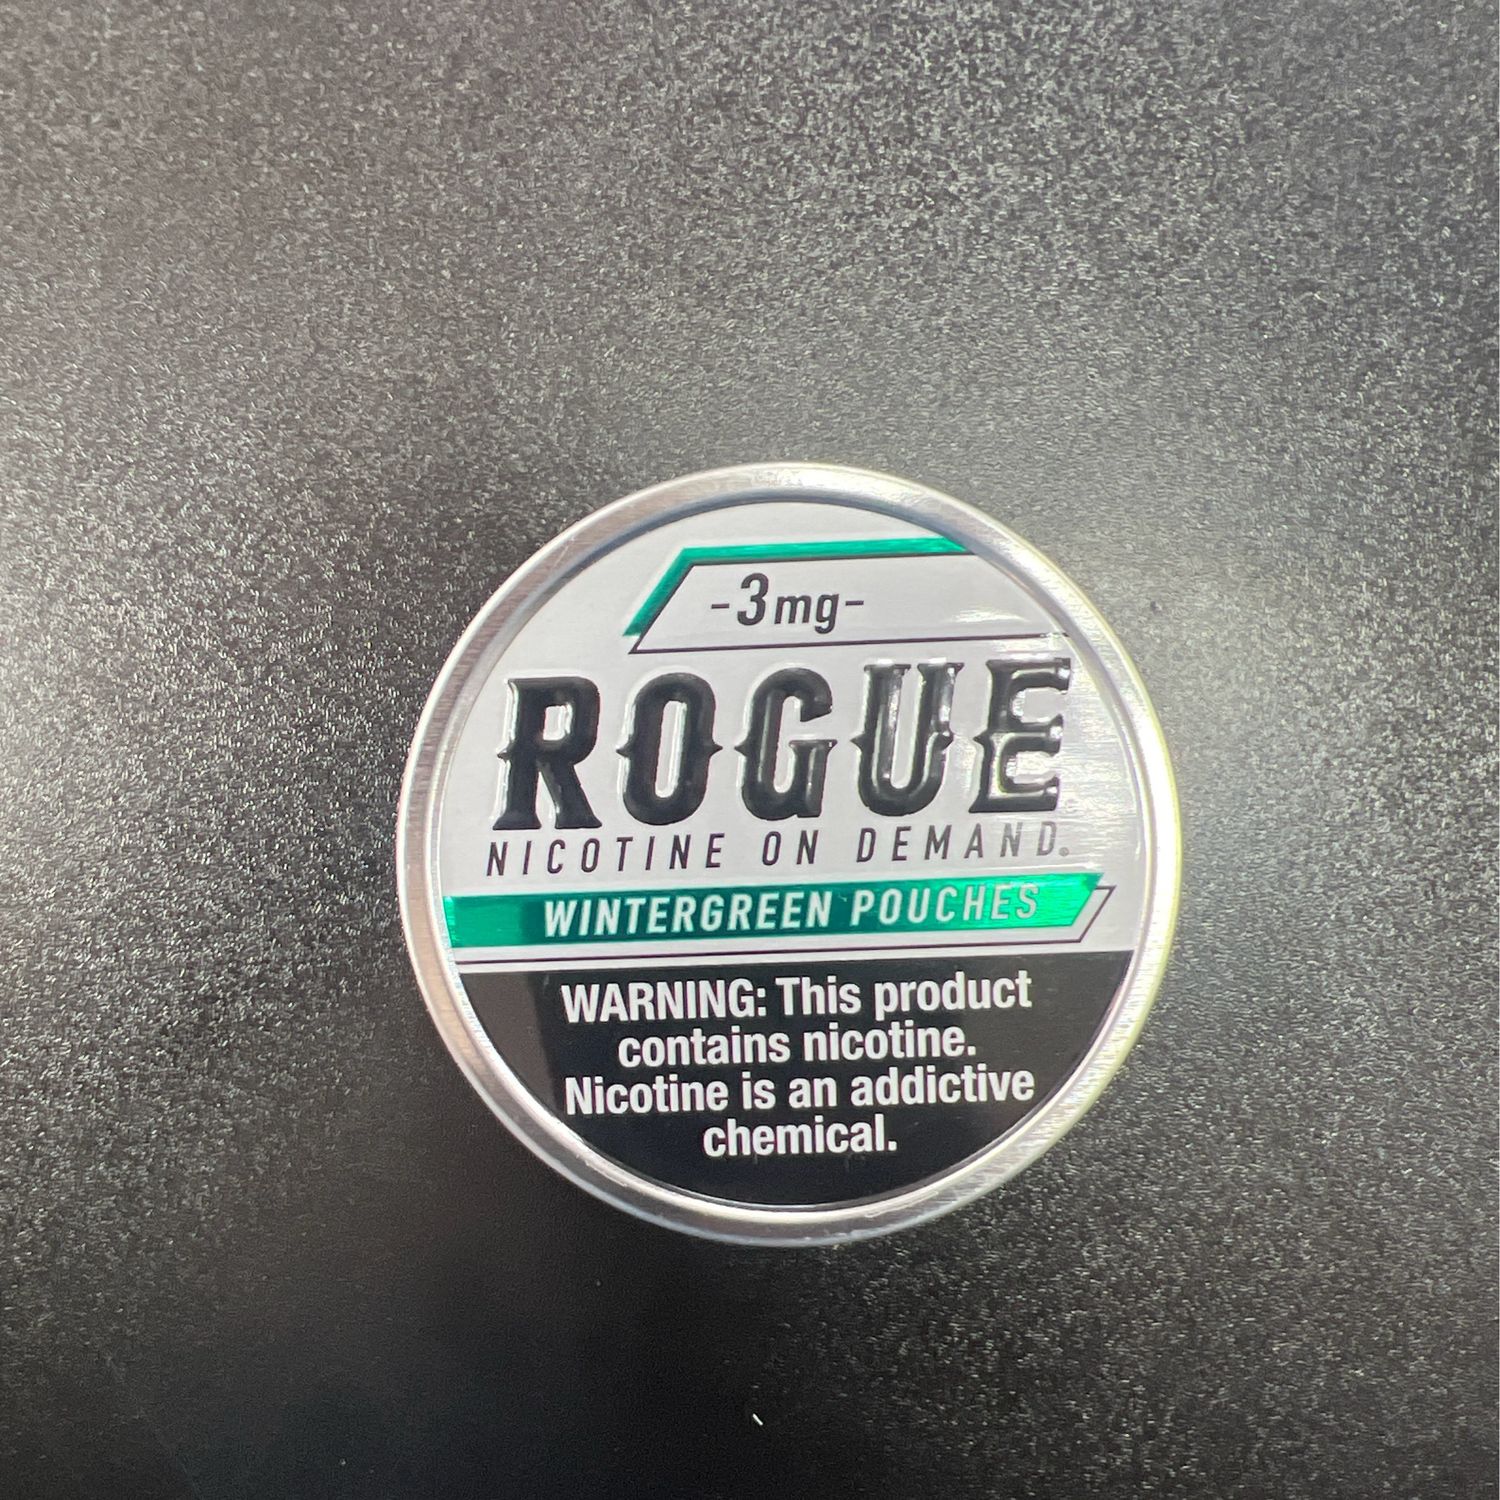 -3mg-
ROGUE
NICOTINE ON DEMAND®
WINTERGREEN POUCHES
WARNING: This product
contains nicotine.
Nicotine is an addictive
chemical.